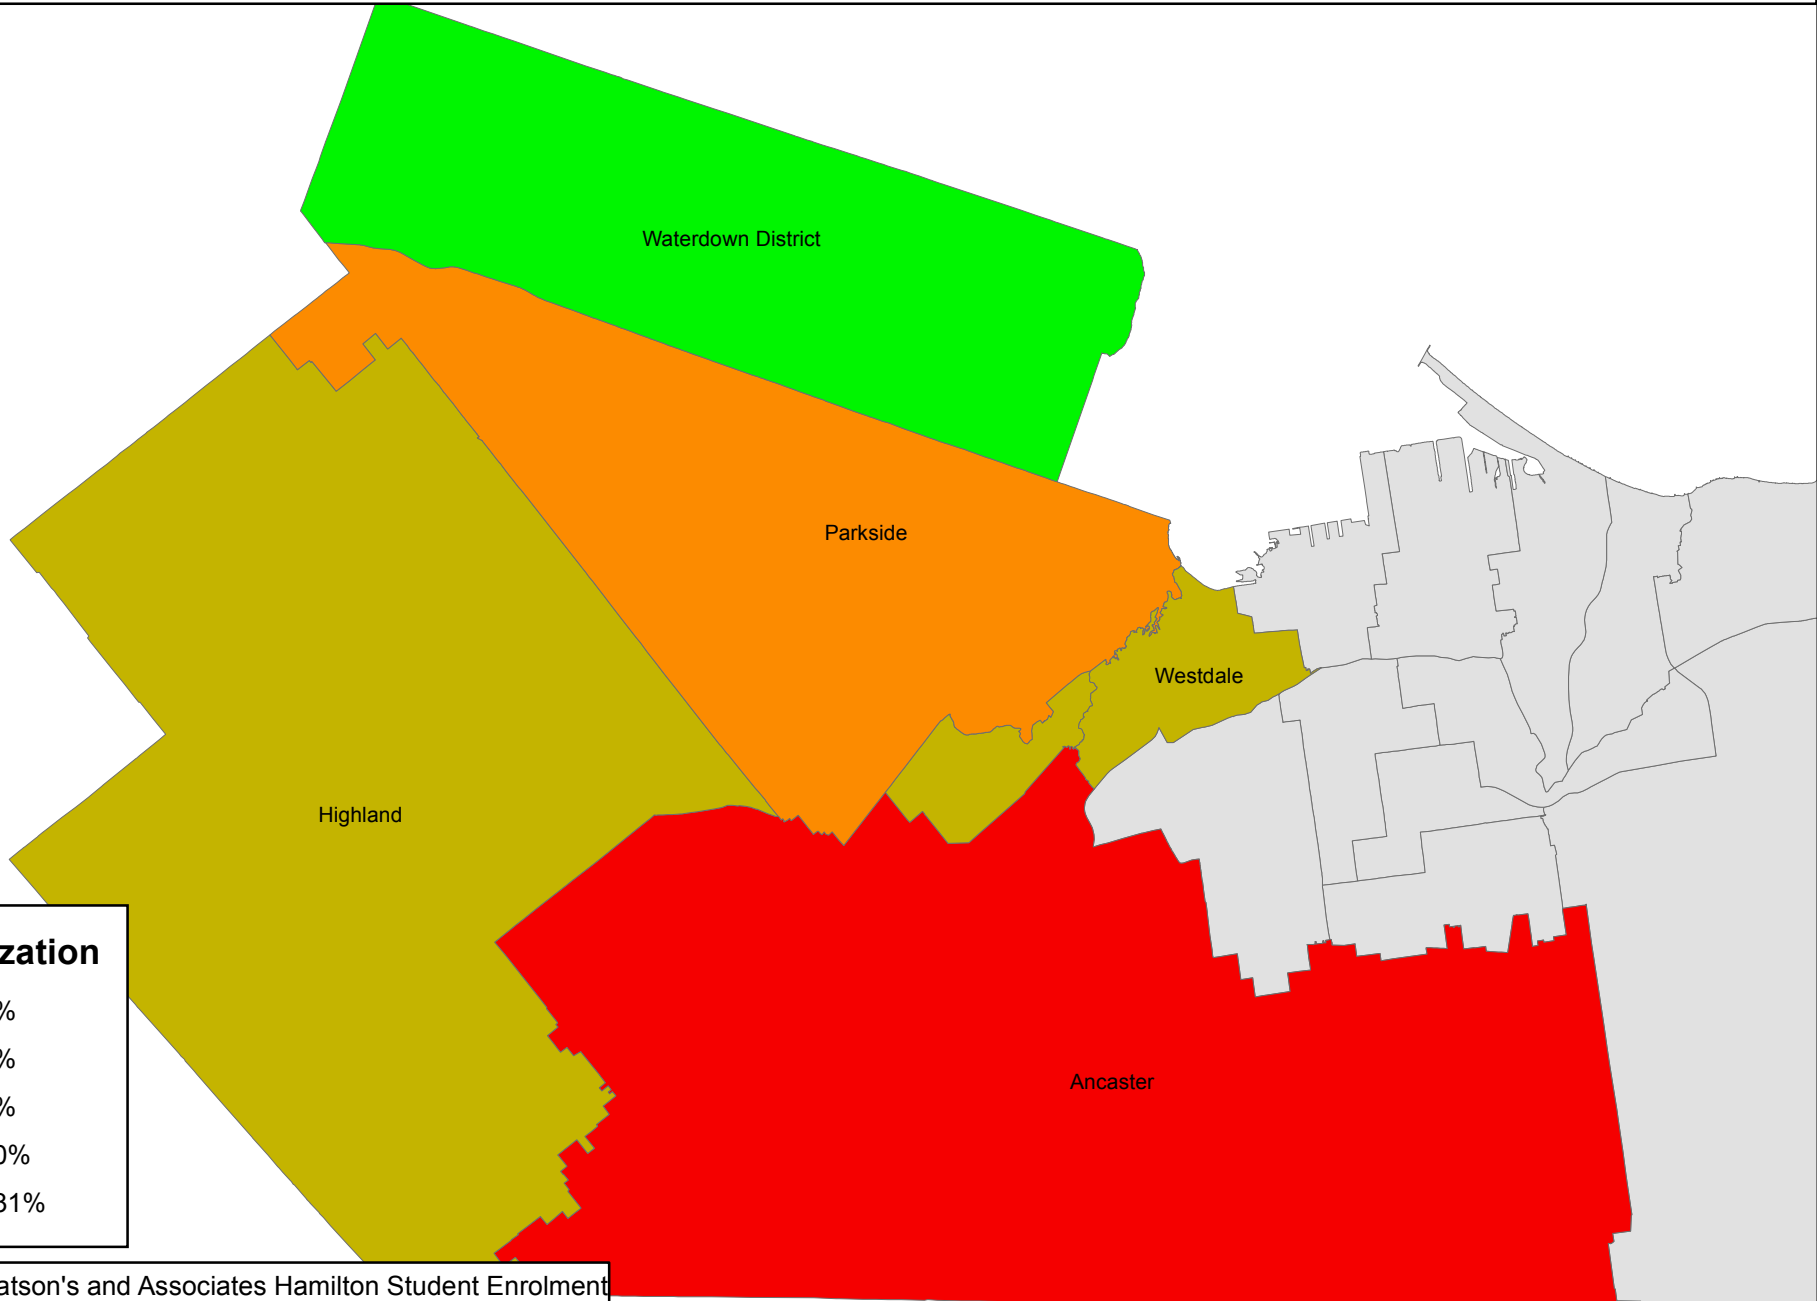 Waterdown District
Parkside
Westdale
Highland
Ancaster
zation
%
%
%
0%
31%
atson's and Associates Hamilton Student Enrolment